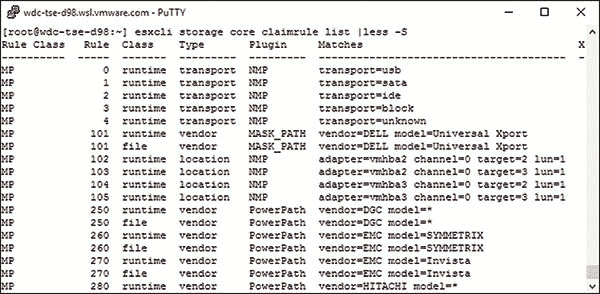 wdc-tse-d98.wsl.vmware.com - PuTTY
[root@wdc-tse-d98:~] esxcli storage core claimrule list |less -S
Rule Class   Rule  Class    Type       Plugin     Matches                                    X
----------  -----  -------  ---------  ---------  -----------------------------------------  -
MP              0  runtime  transport  NMP        transport=usb
MP              1  runtime  transport  NMP        transport=sata
MP              2  runtime  transport  NMP        transport=ide
MP              3  runtime  transport  NMP        transport=block
MP              4  runtime  transport  NMP        transport=unknown
MP            101  runtime  vendor     MASK_PATH  vendor=DELL model=Universal Xport
MP            101  file     vendor     MASK_PATH  vendor=DELL model=Universal Xport
MP            102  runtime  location   NMP        adapter=vmhba2 channel=0 target=2 lun=1
MP            103  runtime  location   NMP        adapter=vmhba2 channel=0 target=3 lun=1
MP            104  runtime  location   NMP        adapter=vmhba3 channel=0 target=2 lun=1
MP            105  runtime  location   NMP        adapter=vmhba3 channel=0 target=3 lun=1
MP            250  runtime  vendor     PowerPath  vendor=DGC model=*
MP            250  file     vendor     PowerPath  vendor=DGC model=*
MP            260  runtime  vendor     PowerPath  vendor=EMC model=SYMMETRIX
MP            260  file     vendor     PowerPath  vendor=EMC model=SYMMETRIX
MP            270  runtime  vendor     PowerPath  vendor=EMC model=Invista
MP            270  file     vendor     PowerPath  vendor=EMC model=Invista
MP            280  runtime  vendor     PowerPath  vendor=HITACHI model=*